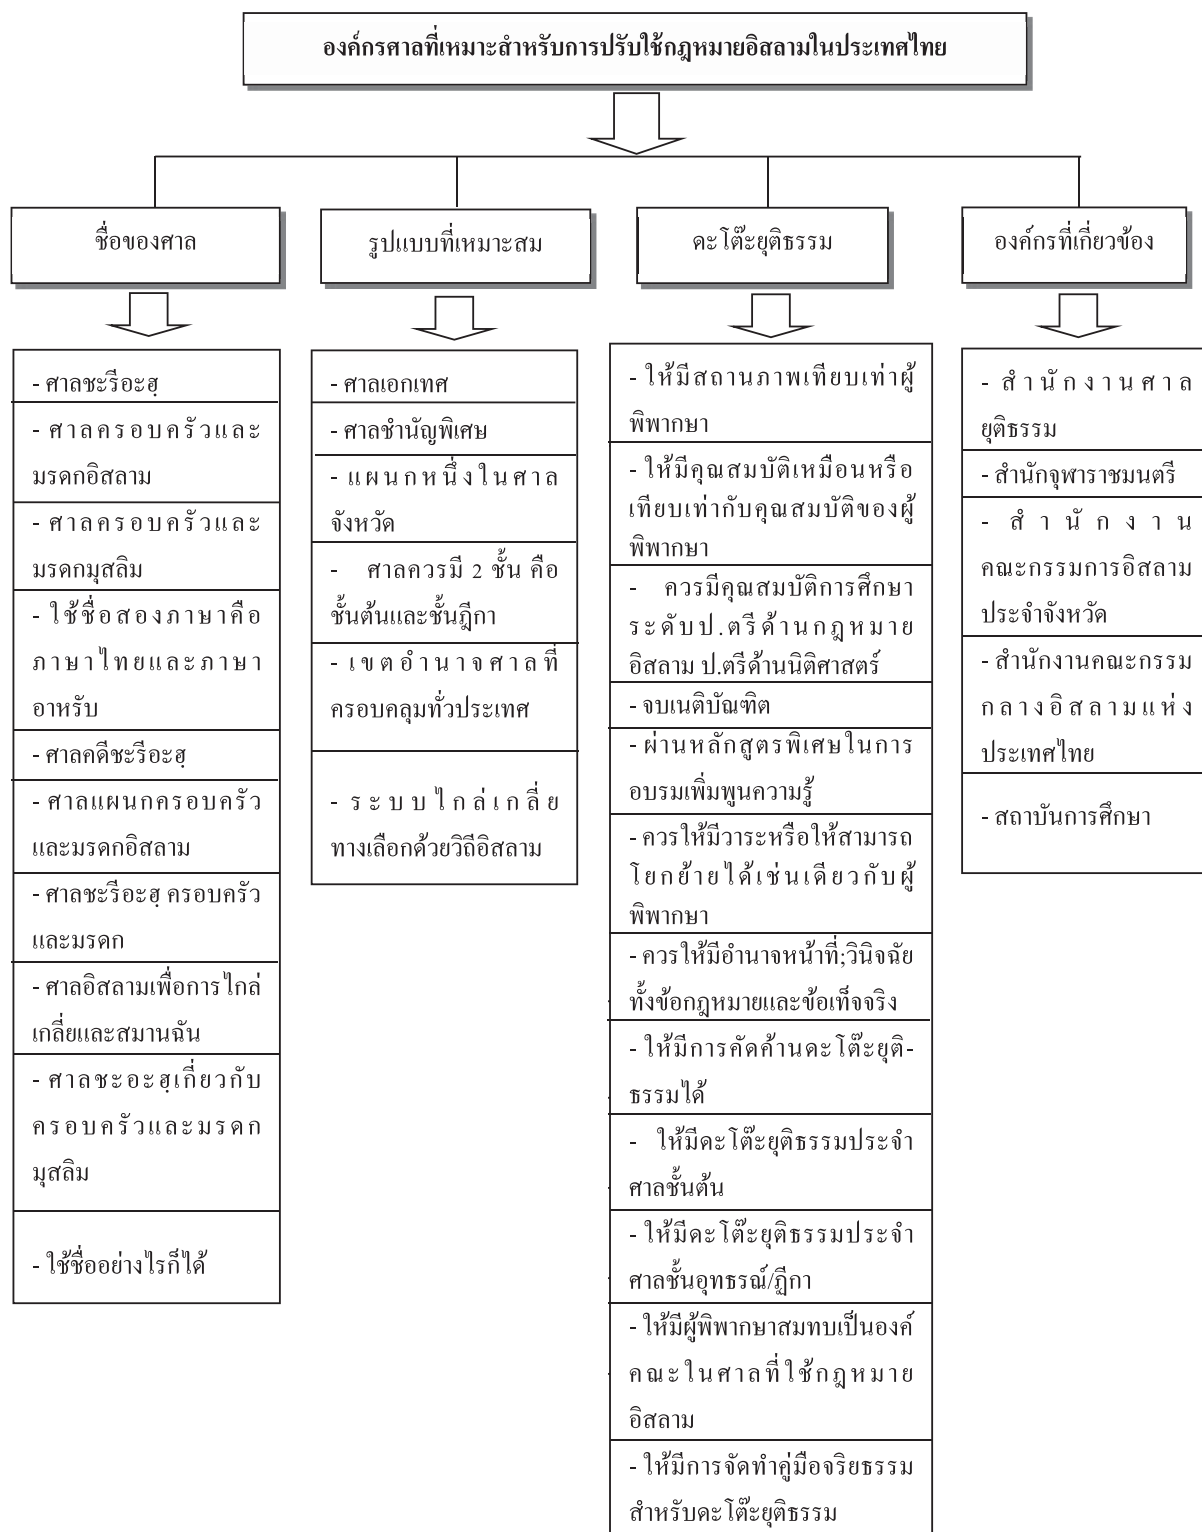 องค์กรศาลที่เหมาะสำหรับการปรับใช้กฎหมายอิสลามในประเทศไทย
ชื่อของศาล
- ศาลชะรีอะฮฺ
- ศาลครอบครัวและ
มรดกอิสลาม
- ศาลครอบครัวและ
มรดกมุสลิม
- ใช้ชื่อสองภาษาคือ
ภาษาไทยและภาษา
อาหรับ
- ศาลคดีชะรีอะฮฺ
- ศาลแผนกครอบครัว
และมรดกอิสลาม
- ศาลชะรีอะฮฺ ครอบครัว
และมรดก
- ศาลอิสลามเพื่อการไกล่
เกลี่ยและสมานฉัน
- ศาลชะอะฮฺเกี่ยวกับ
ครอบครัวและมรดก
มุสลิม
- ใช้ชื่ออย่างไรก็ได้
รูปแบบที่เหมาะสม
- ศาลเอกเทศ
- ศาลชำนัญพิเศษ
- แผนกหนึ่งในศาล
จังหวัด
- ศาลควรมี 2 ชั้น คือ
ชั้นต้นและชั้นฎีกา
- เขตอำนาจศาลที่
ครอบคลุมทั่วประเทศ
- ระบบไกล่เกลี่ย
ทางเลือกด้วยวิถีอิสลาม
ดะโต๊ะยุติธรรม
- ให้มีสถานภาพเทียบเท่าผู้
พิพากษา
- ให้มีคุณสมบัติเหมือนหรือ
เทียบเท่ากับคุณสมบัติของผู้
พิพากษา
- ควรมีคุณสมบัติการศึกษา
ระดับป.ตรีด้านกฎหมาย
อิสลาม ป.ตรีด้านนิติศาสตร์
- จบเนติบัณฑิต
- ผ่านหลักสูตรพิเศษในการ
อบรมเพิ่มพูนความรู้
- ควรให้มีวาระหรือให้สามารถ
โยกย้ายได้เช่นเดียวกับผู้
พิพากษา
- ควรให้มีอำนาจหน้าที่;วินิจฉัย
ทั้งข้อกฎหมายและข้อเท็จจริง
- ให้มีการคัดค้านดะโต๊ะยุติ-
ธรรมได้
- ให้มีดะโต๊ะยุติธรรมประจำ
ศาลชั้นต้น
- ให้มีดะโต๊ะยุติธรรมประจำ
ศาลชั้นอุทธรณ์/ฎีกา
- ให้มีผู้พิพากษาสมทบเป็นองค์
คณะในศาลที่ใช้กฎหมาย
อิสลาม
- ให้มีการจัดทำคู่มือจริยธรรม
สำหรับดะโต๊ะยุติธรรม
องค์กรที่เกี่ยวข้อง
- สำนักงานศาล
ยุติธรรม
- สำนักจุฬาราชมนตรี
- สำนักงาน
คณะกรรมการอิสลาม
ประจำจังหวัด
- สำนักงานคณะกรรม
กลางอิสลามแห่ง
ประเทศไทย
- สถาบันการศึกษา